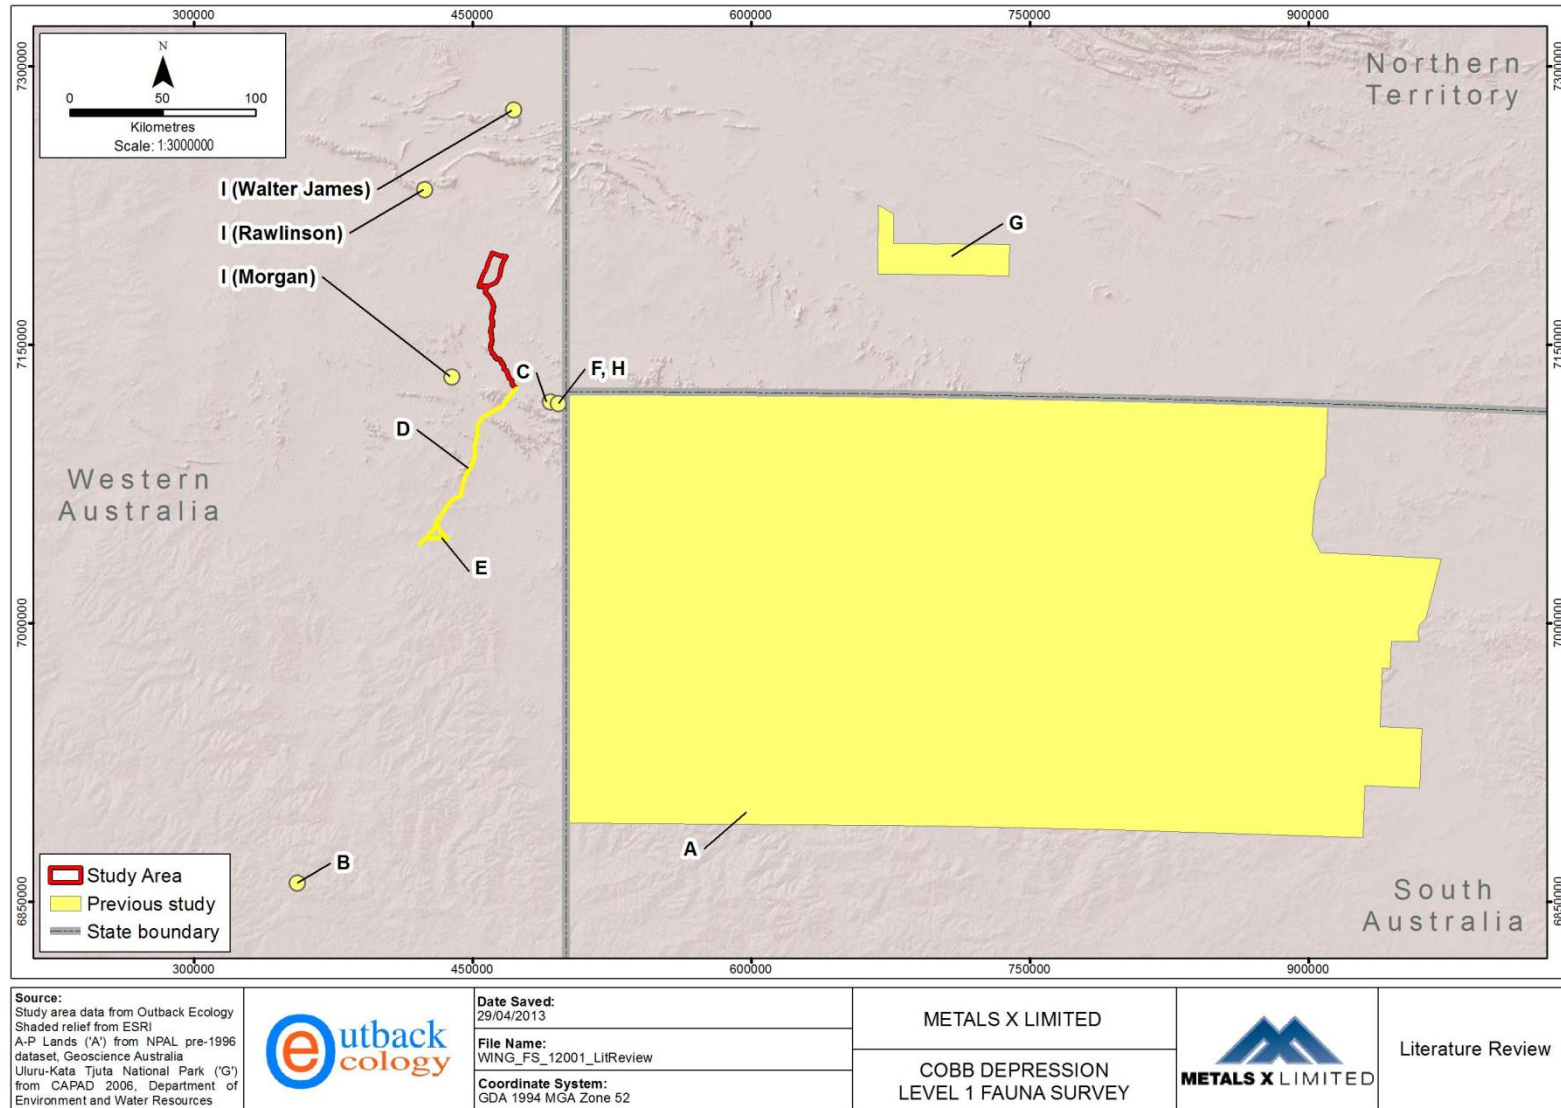 300000 450000 600000 750000 900000
7300000
7300000
N
0 50 100
Kilometres
Scale: 1:3000000
Northern
Territory
I (Walter James)
I (Rawlinson)
I (Morgan)
G
7150000
7150000
C
F, H
D
Western
Australia
E
7000000
7000000
A
B
6850000
6850000
South
Australia
Study Area
Previous study
State boundary
300000 450000 600000 750000 900000
Source:
Study area data from Outback Ecology
Shaded relief from ESRI
A-P Lands ('A') from NPAL pre-1996
dataset, Geoscience Australia
Uluru-Kata Tjuta National Park ('G')
from CAPAD 2006, Department of
Environment and Water Resources
eutback
ecology
Date Saved:
29/04/2013
File Name:
WING_FS_12001_LitReview
Coordinate System:
GDA 1994 MGA Zone 52
METALS X LIMITED
COBB DEPRESSION
LEVEL 1 FAUNA SURVEY
METALS X LIMITED
Literature Review